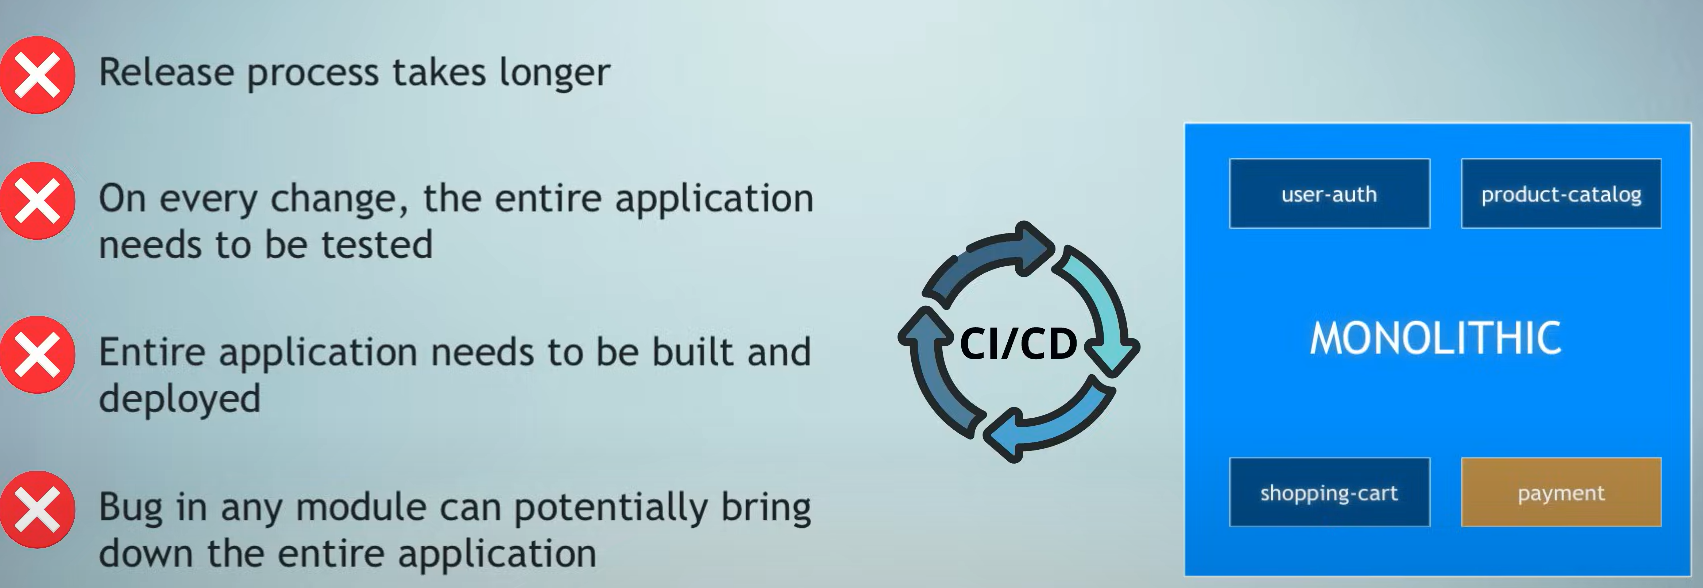 Release process takes longer
On every change, the entire application
needs to be tested
Entire application needs to be built and
deployed
Bug in any module can potentially bring
down the entire application
CI/CD
user-auth
product-catalog
MONOLITHIC
shopping-cart
payment